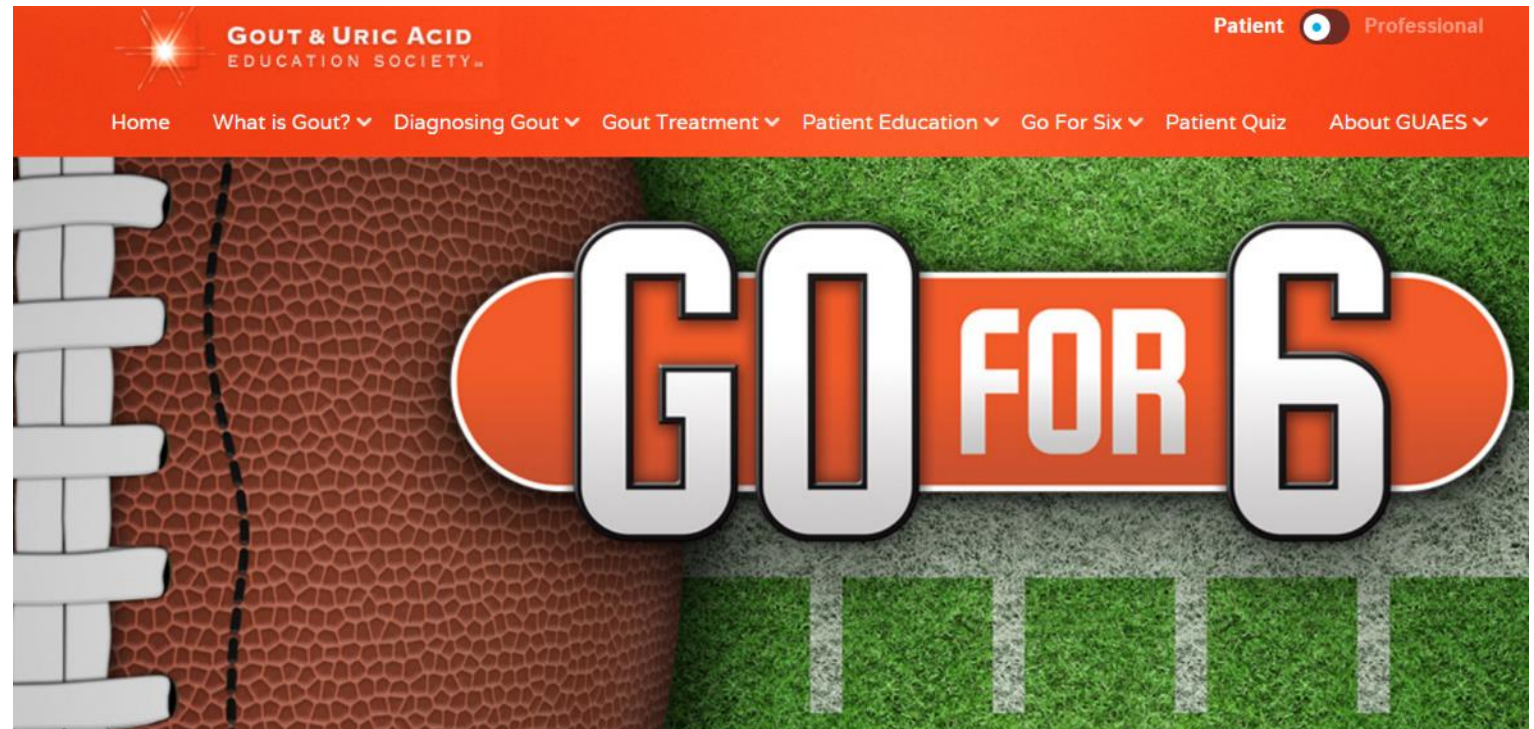 GOUT & URIC ACID
EDUCATION SOCIETY
Patient Professional
Home What is Gout? Diagnosing Gout Gout Treatment Patient Education Go For Six Patient Quiz About GUAES
GO FOR 6